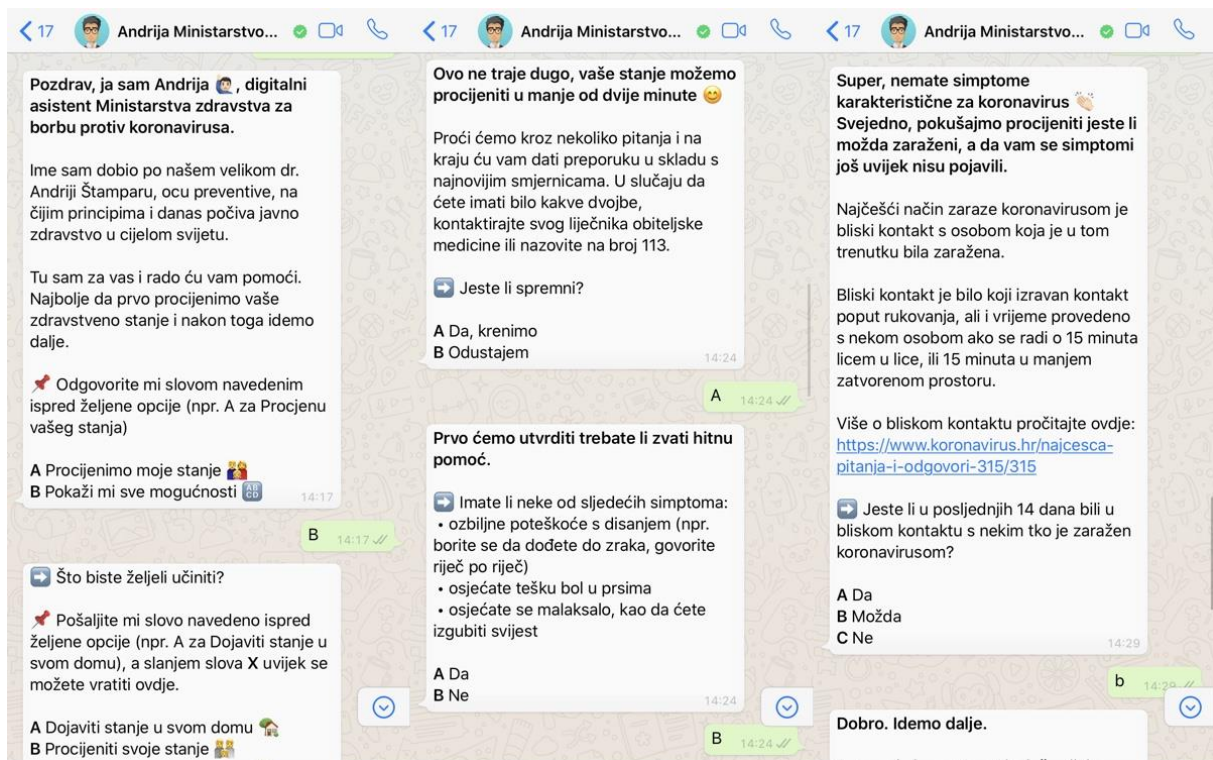 17
Andrija Ministarstvo...
Pozdrav, ja sam Andrija 🙋🏻‍♂️, digitalni
asistent Ministarstva zdravstva za
borbu protiv koronavirusa.
Ime sam dobio po našem velikom dr.
Andriji Štamparu, ocu preventive, na
čijim principima i danas počiva javno
zdravstvo u cijelom svijetu.
Tu sam za vas i rado ću vam pomoći.
Najbolje da prvo procijenimo vaše
zdravstveno stanje i nakon toga idemo
dalje.
📌 Odgovorite mi slovom navedenim
ispred željene opcije (npr. A za Procjenu
vašeg stanja)
A Procijenimo moje stanje
B Pokaži mi sve mogućnosti 🔠
14:17
B 14:17
➡️ Što biste željeli učiniti?
📌 Pošaljite mi slovo navedeno ispred
željene opcije (npr. A za Dojaviti stanje u
svom domu), a slanjem slova X uvijek se
možete vratiti ovdje.
A Dojaviti stanje u svom domu 🏡
B Procijeniti svoje stanje
17
Andrija Ministarstvo...
Ovo ne traje dugo, vaše stanje možemo
procijeniti u manje od dvije minute 😊
Proći ćemo kroz nekoliko pitanja i na
kraju ću vam dati preporuku u skladu s
najnovijim smjernicama. U slučaju da
ćete imati bilo kakve dvojbe,
kontaktirajte svog liječnika obiteljske
medicine ili nazovite na broj 113.
➡️ Jeste li spremni?
A Da, krenimo
B Odustajem
14:24
A 14:24
Prvo ćemo utvrditi trebate li zvati hitnu
pomoć.
➡️ Imate li neke od sljedećih simptoma:
• ozbiljne poteškoće s disanjem (npr.
borite se da dođete do zraka, govorite
riječ po riječ)
• osjećate tešku bol u prsima
• osjećate se malaksalo, kao da ćete
izgubiti svijest
A Da
B Ne
14:24
B 14:24
17
Andrija Ministarstvo...
Super, nemate simptome
karakteristične za koronavirus 👏🏻
Svejedno, pokušajmo procijeniti jeste li
možda zaraženi, a da vam se simptomi
još uvijek nisu pojavili.
Najčešći način zaraze koronavirusom je
bliski kontakt s osobom koja je u tom
trenutku bila zaražena.
Bliski kontakt je bilo koji izravan kontakt
poput rukovanja, ali i vrijeme provedeno
s nekom osobom ako se radi o 15 minuta
licem u lice, ili 15 minuta u manjem
zatvorenom prostoru.
Više o bliskom kontaktu pročitajte ovdje:
https://www.koronavirus.hr/najcesca-
pitanja-i-odgovori-315/315
➡️ Jeste li u posljednjih 14 dana bili u
bliskom kontaktu s nekim tko je zaražen
koronavirusom?
A Da
B Možda
C Ne
14:29
b 14:29
Dobro. Idemo dalje.